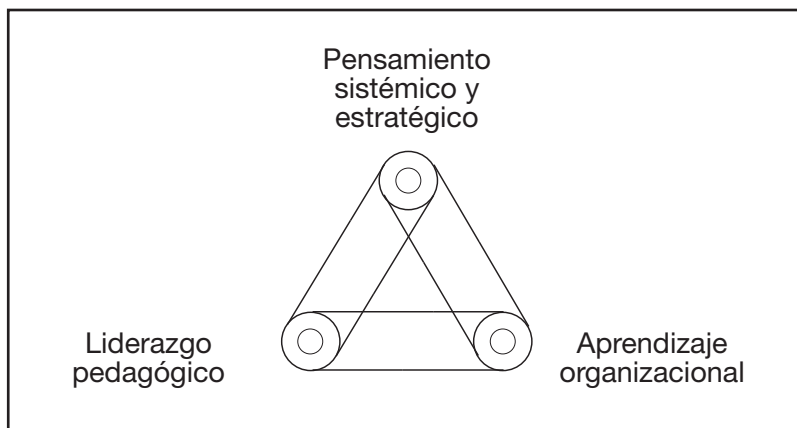 Pensamiento
sistémico y
estratégico
Liderazgo
pedagógico
Aprendizaje
organizacional